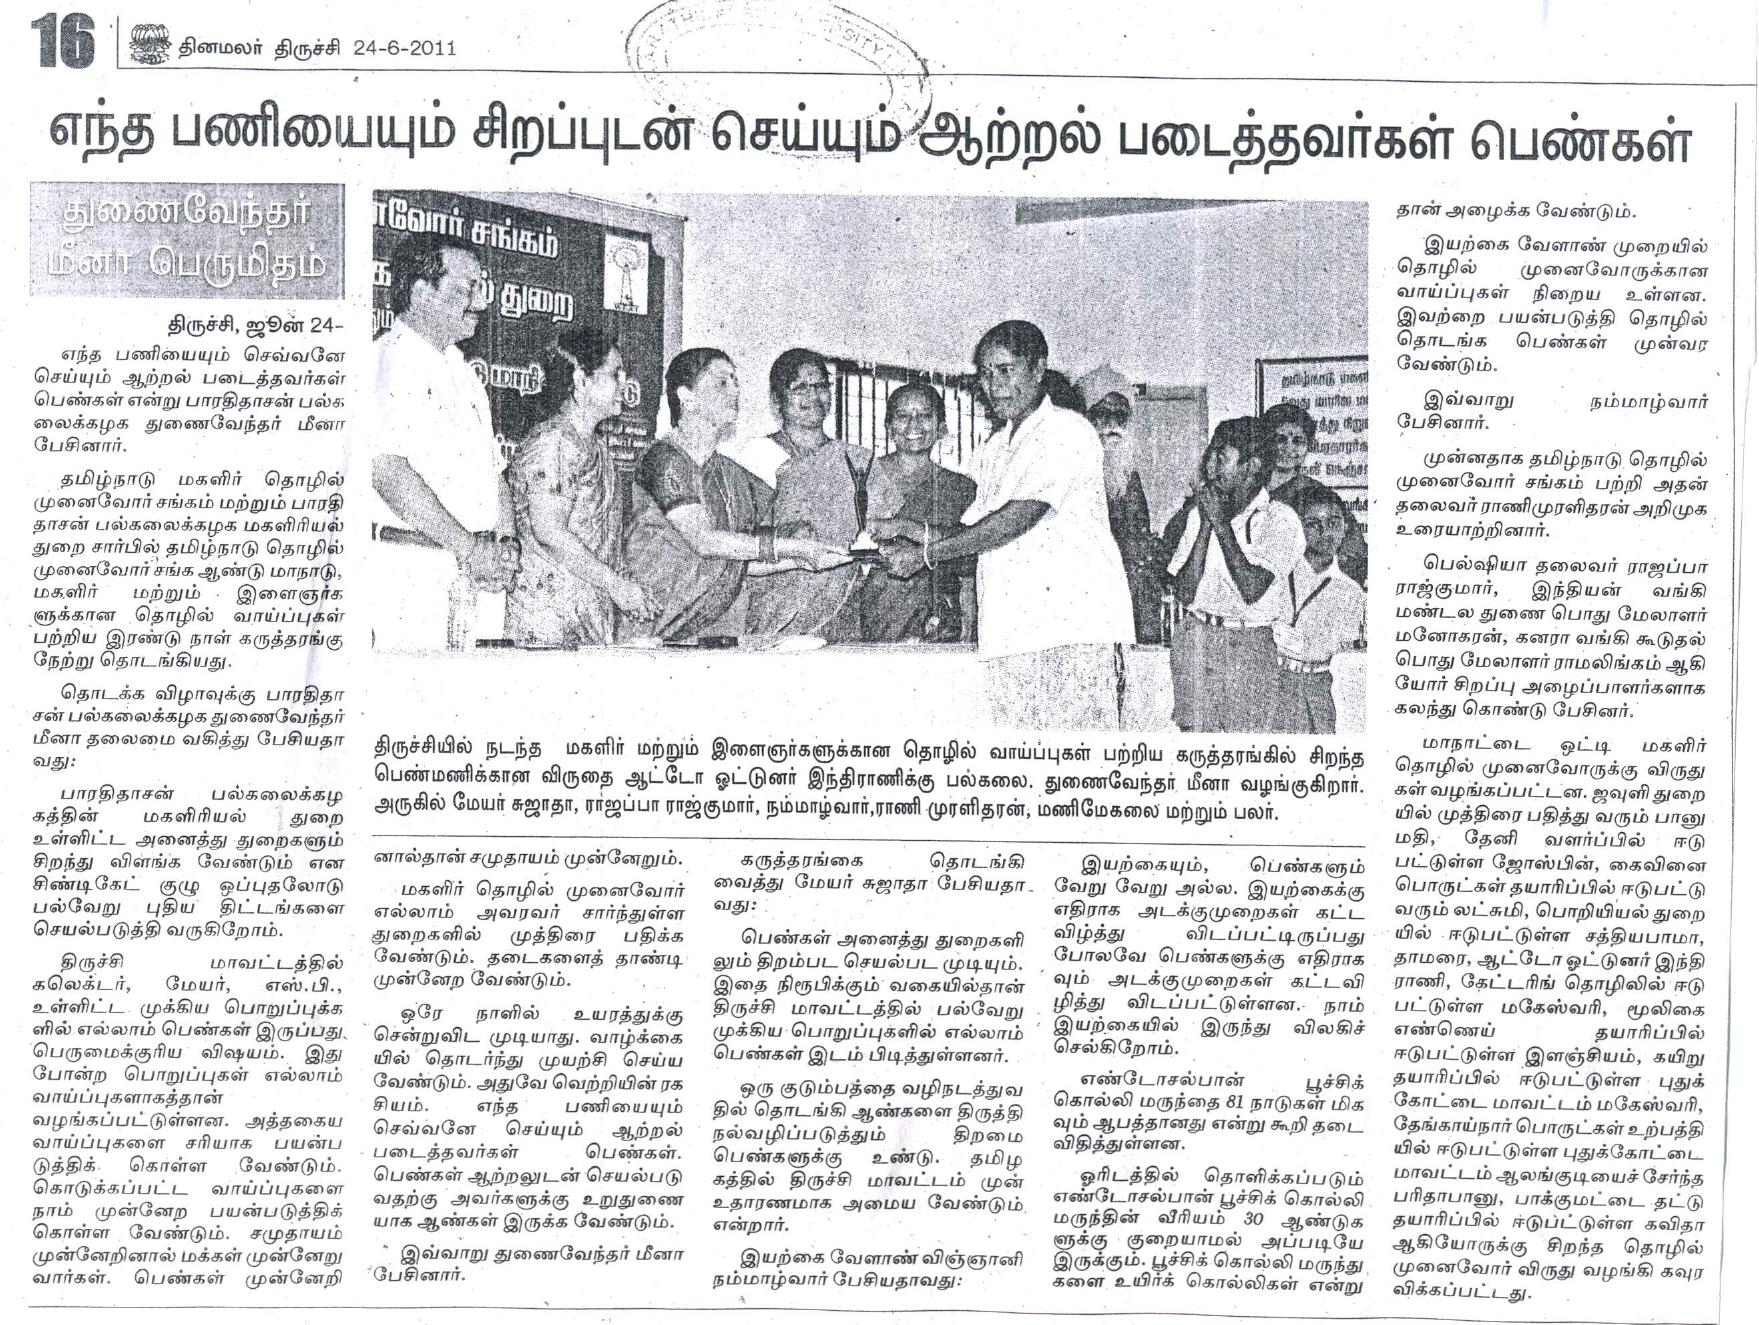 16
தினமலர் திருச்சி 24-6-2011
எந்த பணியையும் சிறப்புடன் செய்யும் ஆற்றல் படைத்தவர்கள் பெண்கள்
துணைவேந்தர்
மீனா பெருமிதம்
திருச்சி, ஜூன் 24-
எந்த பணியையும் செவ்வனே
செய்யும் ஆற்றல் படைத்தவர்கள்
பெண்கள் என்று பாரதிதாசன் பல்க
லைக்கழக துணைவேந்தர் மீனா
பேசினார்.
தமிழ்நாடு மகளிர் தொழில்
முனைவோர் சங்கம் மற்றும் பாரதி
தாசன் பல்கலைக்கழக மகளிரியல்
துறை சார்பில் தமிழ்நாடு தொழில்
முனைவோர் சங்க ஆண்டு மாநாடு,
மகளிர் மற்றும் இளைஞர்க
ளுக்கான தொழில் வாய்ப்புகள்
பற்றிய இரண்டு நாள் கருத்தரங்கு
நேற்று தொடங்கியது.
தொடக்க விழாவுக்கு பாரதிதா
சன் பல்கலைக்கழக துணைவேந்தர்
மீனா தலைமை வகித்து பேசியதா
வது:
பாரதிதாசன் பல்கலைக்கழ
கத்தின் மகளிரியல் துறை
உள்ளிட்ட அனைத்து துறைகளும்
சிறந்து விளங்க வேண்டும் என
சிண்டிகேட் குழு ஒப்புதலோடு
பல்வேறு புதிய திட்டங்களை
செயல்படுத்தி வருகிறோம்.
திருச்சி மாவட்டத்தில்
கலெக்டர், மேயர், எஸ்.பி.,
உள்ளிட்ட முக்கிய பொறுப்புக்க
ளில் எல்லாம் பெண்கள் இருப்பது
பெருமைக்குரிய விஷயம். இது
போன்ற பொறுப்புகள் எல்லாம்
வாய்ப்புகளாகத்தான்
வழங்கப்பட்டுள்ளன. அத்தகைய
வாய்ப்புகளை சரியாக பயன்ப
டுத்திக் கொள்ள வேண்டும்.
கொடுக்கப்பட்ட வாய்ப்புகளை
நாம் முன்னேற பயன்படுத்திக்
கொள்ள வேண்டும். சமுதாயம்
முன்னேறினால் மக்கள் முன்னேறு
வார்கள். பெண்கள் முன்னேறி
ளவோர் சங்கம்
துறை
திருச்சியில் நடந்த மகளிர் மற்றும் இளைஞர்களுக்கான தொழில் வாய்ப்புகள் பற்றிய கருத்தரங்கில் சிறந்த
பெண்மணிக்கான விருதை ஆட்டோ ஓட்டுனர் இந்திராணிக்கு பல்கலை. துணைவேந்தர் மீனா வழங்குகிறார்.
அருகில் மேயர் சுஜாதா, ராஜப்பா ராஜ்குமார், நம்மாழ்வார்,ராணி முரளிதரன், மணிமேகலை மற்றும் பலர்.
னால்தான் சமுதாயம் முன்னேறும்.
மகளிர் தொழில் முனைவோர்
எல்லாம் அவரவர் சார்ந்துள்ள
துறைகளில் முத்திரை பதிக்க
வேண்டும். தடைகளைத் தாண்டி
முன்னேற வேண்டும்.
ஒரே நாளில் உயரத்துக்கு
சென்றுவிட முடியாது. வாழ்க்கை
யில் தொடர்ந்து முயற்சி செய்ய
வேண்டும். அதுவே வெற்றியின் ரக
சியம். எந்த பணியையும்
செவ்வனே செய்யும் ஆற்றல்
படைத்தவர்கள் பெண்கள்.
பெண்கள் ஆற்றலுடன் செயல்படு
வதற்கு அவர்களுக்கு உறுதுணை
யாக ஆண்கள் இருக்க வேண்டும்.
இவ்வாறு துணைவேந்தர் மீனா
பேசினார்.
கருத்தரங்கை தொடங்கி
வைத்து மேயர் சுஜாதா பேசியதா
வது:
பெண்கள் அனைத்து துறைகளி
லும் திறம்பட செயல்பட முடியும்.
இதை நிரூபிக்கும் வகையில்தான்
திருச்சி மாவட்டத்தில் பல்வேறு
முக்கிய பொறுப்புகளில் எல்லாம்
பெண்கள் இடம் பிடித்துள்ளனர்.
ஒரு குடும்பத்தை வழிநடத்துவ
தில் தொடங்கி ஆண்களை திருத்தி
நல்வழிப்படுத்தும் திறமை
பெண்களுக்கு உண்டு. தமிழ
கத்தில் திருச்சி மாவட்டம் முன்
உதாரணமாக அமைய வேண்டும்
என்றார்.
இயற்கை வேளாண் விஞ்ஞானி
நம்மாழ்வார் பேசியதாவது:
இயற்கையும், பெண்களும்
வேறு வேறு அல்ல. இயற்கைக்கு
எதிராக அடக்குமுறைகள் கட்ட
விழ்த்து விடப்பட்டிருப்பது
போலவே பெண்களுக்கு எதிராக
வும் அடக்குமுறைகள் கட்டவி
ழித்து விடப்பட்டுள்ளன. நாம்
இயற்கையில் இருந்து விலகிச்
செல்கிறோம்.
எண்டோசல்பான் பூச்சிக்
கொல்லி மருந்தை 81 நாடுகள் மிக
வும் ஆபத்தானது என்று கூறி தடை
விதித்துள்ளன.
ஓரிடத்தில் தொளிக்கப்படும்
எண்டோசல்பான் பூச்சிக் கொல்லி
மருந்தின் வீரியம் 30 ஆண்டுக
ளுக்கு குறையாமல் அப்படியே
இருக்கும். பூச்சிக் கொல்லி மருந்து
களை உயிர்க் கொல்லிகள் என்று
தான் அழைக்க வேண்டும்.
இயற்கை வேளாண் முறையில்
தொழில் முனைவோருக்கான
வாய்ப்புகள் நிறைய உள்ளன.
இவற்றை பயன்படுத்தி தொழில்
தொடங்க பெண்கள் முன்வர
வேண்டும்.
இவ்வாறு நம்மாழ்வார்
பேசினார்.
முன்னதாக தமிழ்நாடு தொழில்
முனைவோர் சங்கம் பற்றி அதன்
தலைவர் ராணிமுரளிதரன் அறிமுக
உரையாற்றினார்.
பெல்ஷியா தலைவர் ராஜப்பா
ராஜ்குமார், இந்தியன் வங்கி
மண்டல துணை பொது மேலாளர்
மனோகரன், கனரா வங்கி கூடுதல்
பொது மேலாளர் ராமலிங்கம் ஆகி
யோர் சிறப்பு அழைப்பாளர்களாக
கலந்து கொண்டு பேசினர்.
மாநாட்டை ஒட்டி மகளிர்
தொழில் முனைவோருக்கு விருது
கள் வழங்கப்பட்டன. ஜவுளி துறை
யில் முத்திரை பதித்து வரும் பானு
மதி, தேனி வளர்ப்பில் ஈடு
பட்டுள்ள ஜோஸ்பின், கைவினை
பொருட்கள் தயாரிப்பில் ஈடுபட்டு
வரும் லட்சுமி, பொறியியல் துறை
யில் ஈடுபட்டுள்ள சத்தியபாமா,
தாமரை, ஆட்டோ ஓட்டுனர் இந்தி
ராணி, கேட்டரிங் தொழிலில் ஈடு
பட்டுள்ள மகேஸ்வரி, மூலிகை
எண்ணெய் தயாரிப்பில்
ஈடுபட்டுள்ள இளஞ்சியம், கயிறு
தயாரிப்பில் ஈடுபட்டுள்ள புதுக்
கோட்டை மாவட்டம் மகேஸ்வரி,
தேங்காய்நார் பொருட்கள் உற்பத்தி
யில் ஈடுபட்டுள்ள புதுக்கோட்டை
மாவட்டம் ஆலங்குடியைச் சேர்ந்த
பரிதாபானு, பாக்குமட்டை தட்டு
தயாரிப்பில் ஈடுபட்டுள்ள கவிதா
ஆகியோருக்கு சிறந்த தொழில்
முனைவோர் விருது வழங்கி கவுர
விக்கப்பட்டது.